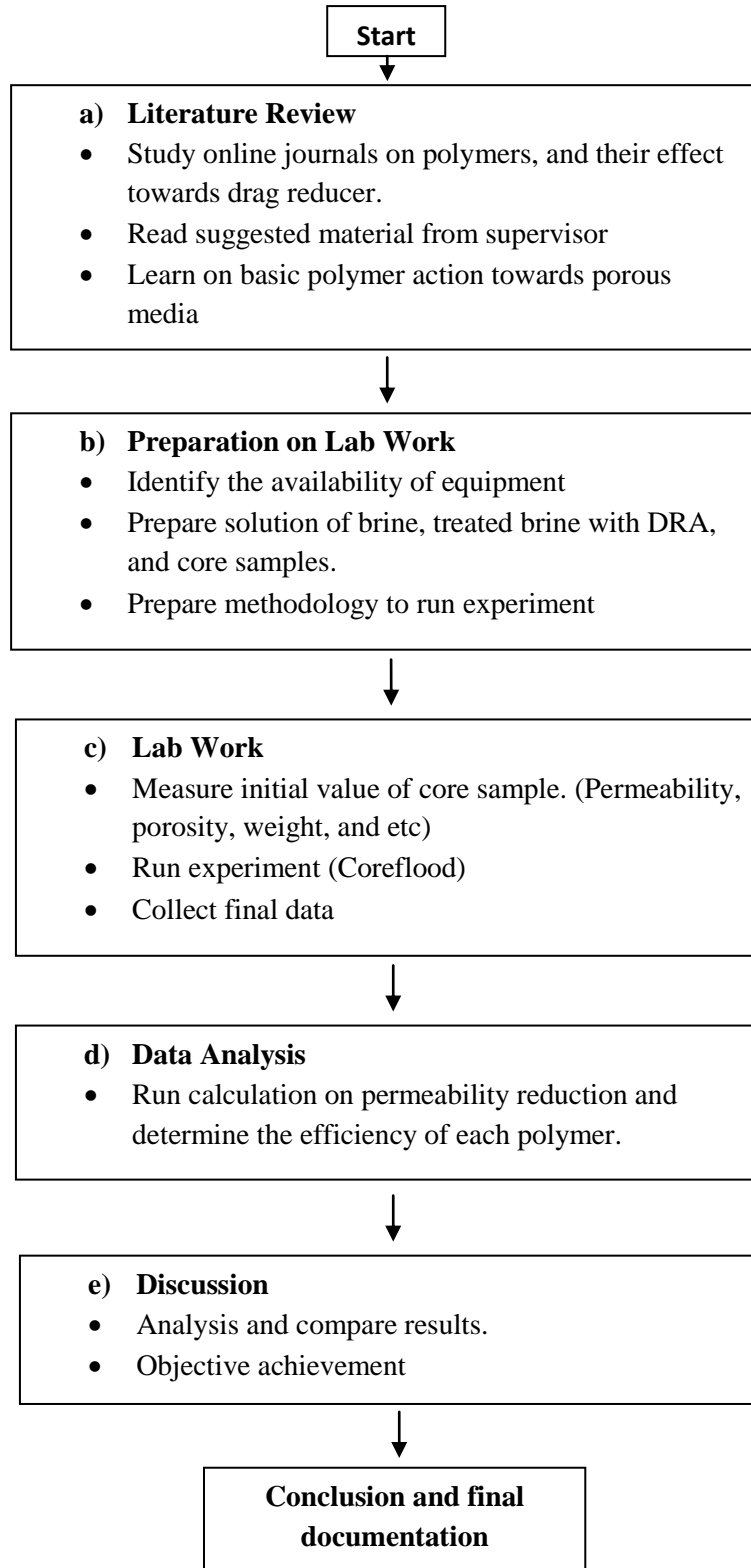 Start
a) Literature Review
• Study online journals on polymers, and their effect
towards drag reducer.
• Read suggested material from supervisor
• Learn on basic polymer action towards porous
media
b) Preparation on Lab Work
• Identify the availability of equipment
• Prepare solution of brine, treated brine with DRA,
and core samples.
• Prepare methodology to run experiment
c) Lab Work
• Measure initial value of core sample. (Permeability,
porosity, weight, and etc)
• Run experiment (Coreflood)
• Collect final data
d) Data Analysis
• Run calculation on permeability reduction and
determine the efficiency of each polymer.
e) Discussion
• Analysis and compare results.
• Objective achievement
Conclusion and final
documentation